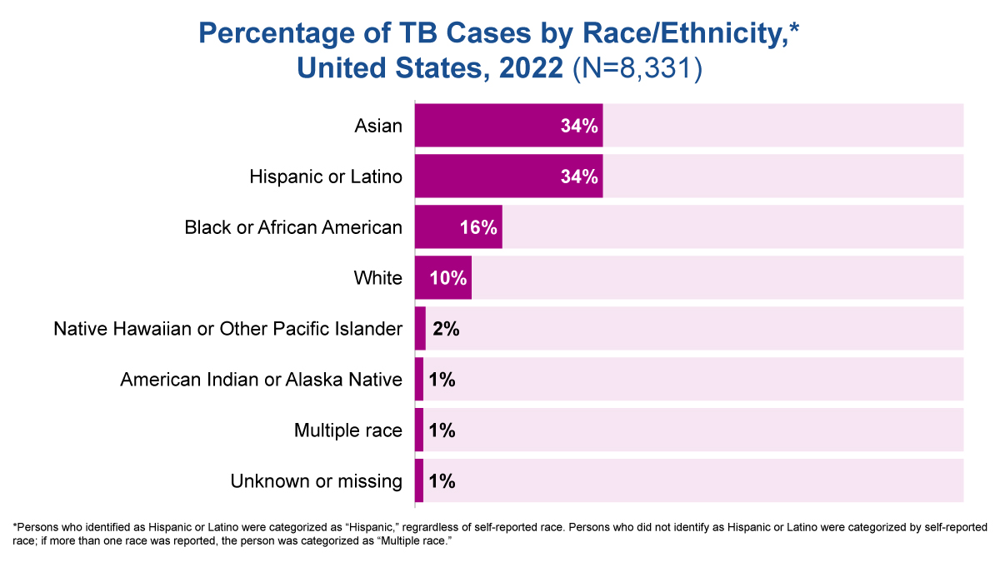 Percentage of TB Cases by Race/Ethnicity,*
United States, 2022 (N=8,331)
Asian 34%
Hispanic or Latino 34%
Black or African American 16%
White 10%
Native Hawaiian or Other Pacific Islander 2%
American Indian or Alaska Native 1%
Multiple race 1%
Unknown or missing 1%
*Persons who identified as Hispanic or Latino were categorized as “Hispanic,” regrardless of self-reported race. Persons who did not identify as Hispanic or Latino were categorized by self-reported
race; if more than one race was reported, the person was categorized as “Multiple race.”